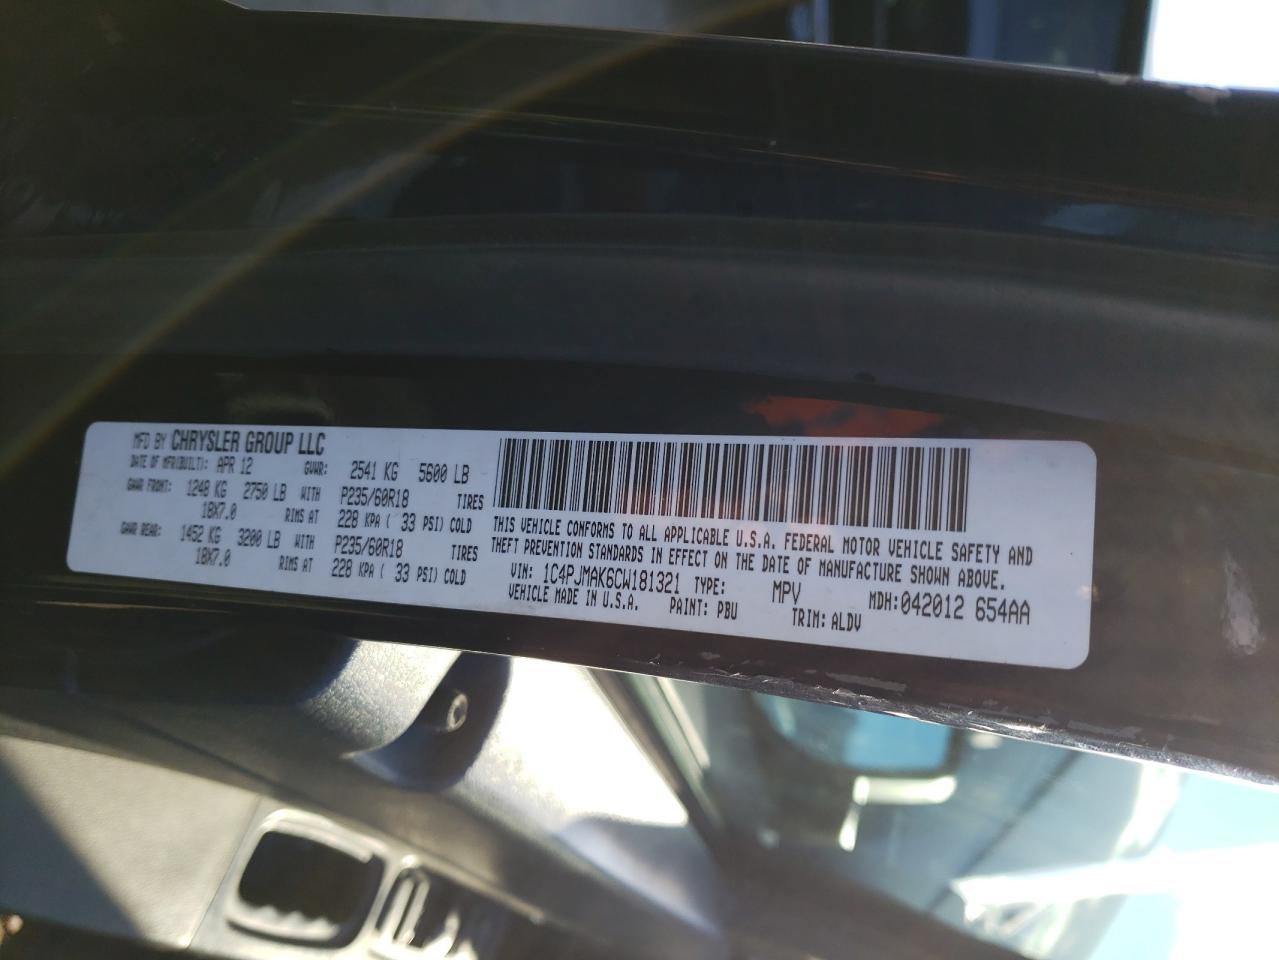 MFD BY CHRYSLER GROUP LLC
DATE OF MFR(BUILT): APR 12 GVWR: 2541 KG 5600 LB
GAWR FRONT: 1248 KG 2750 LB WITH P235/60R18 TIRES
18X7.0 RIMS AT 228 KPA ( 33 PSI) COLD
GAWR REAR: 1452 KG 3200 LB WITH P235/60R18 TIRES
18X7.0 RIMS AT 228 KPA ( 33 PSI) COLD
THIS VEHICLE CONFORMS TO ALL APPLICABLE U.S.A. FEDERAL MOTOR VEHICLE SAFETY AND
THEFT PREVENTION STANDARDS IN EFFECT ON THE DATE OF MANUFACTURE SHOWN ABOVE.
VIN: 1C4PJMAK6CW181321 TYPE: MPV MDH:042012 654AA
VEHICLE MADE IN U.S.A. PAINT: PBU TRIM: ALDV